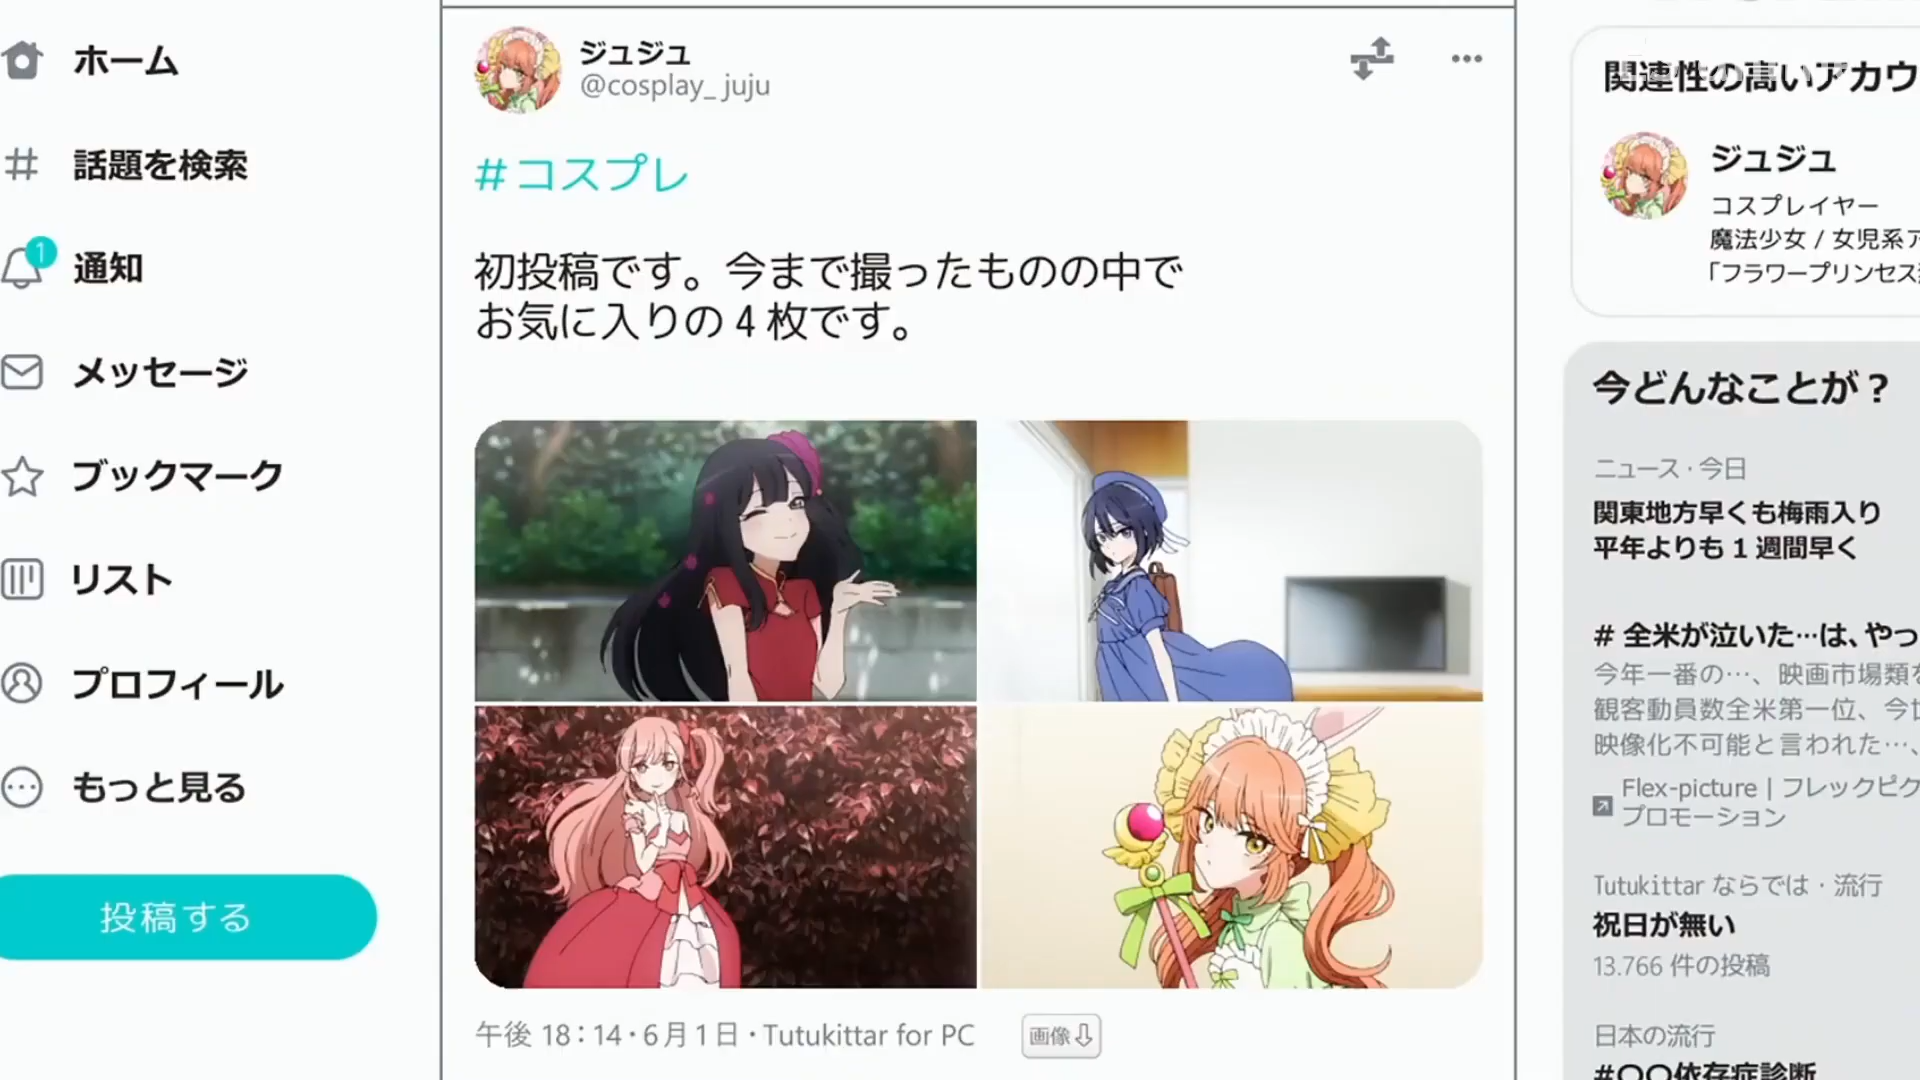 ホーム
話題を検索
1
通知
メッセージ
ブックマーク
リスト
プロフィール
もっと見る
投稿する
ジュジュ
@cosplay_juju
#コスプレ
初投稿です。今まで撮ったものの中で
お気に入りの4枚です。
午後 18:14・6月1日・Tutukittar for PC
画像
関連性の高いアカウ
ジュジュ
コスプレイヤー
魔法少女 / 女児系ア
「フラワープリンセス
今どんなことが?
ニュース・今日
関東地方早くも梅雨入り
平年よりも1週間早く
# 全米が泣いた…は、やっ
今年一番の…、映画市場類を
観客動員数全米第一位、今世
映像化不可能と言われた…、
Flex-picture | フレックピク
プロモーション
Tutukittar ならでは・流行
祝日が無い
13.766 件の投稿
日本の流行
#〇〇依存症診断